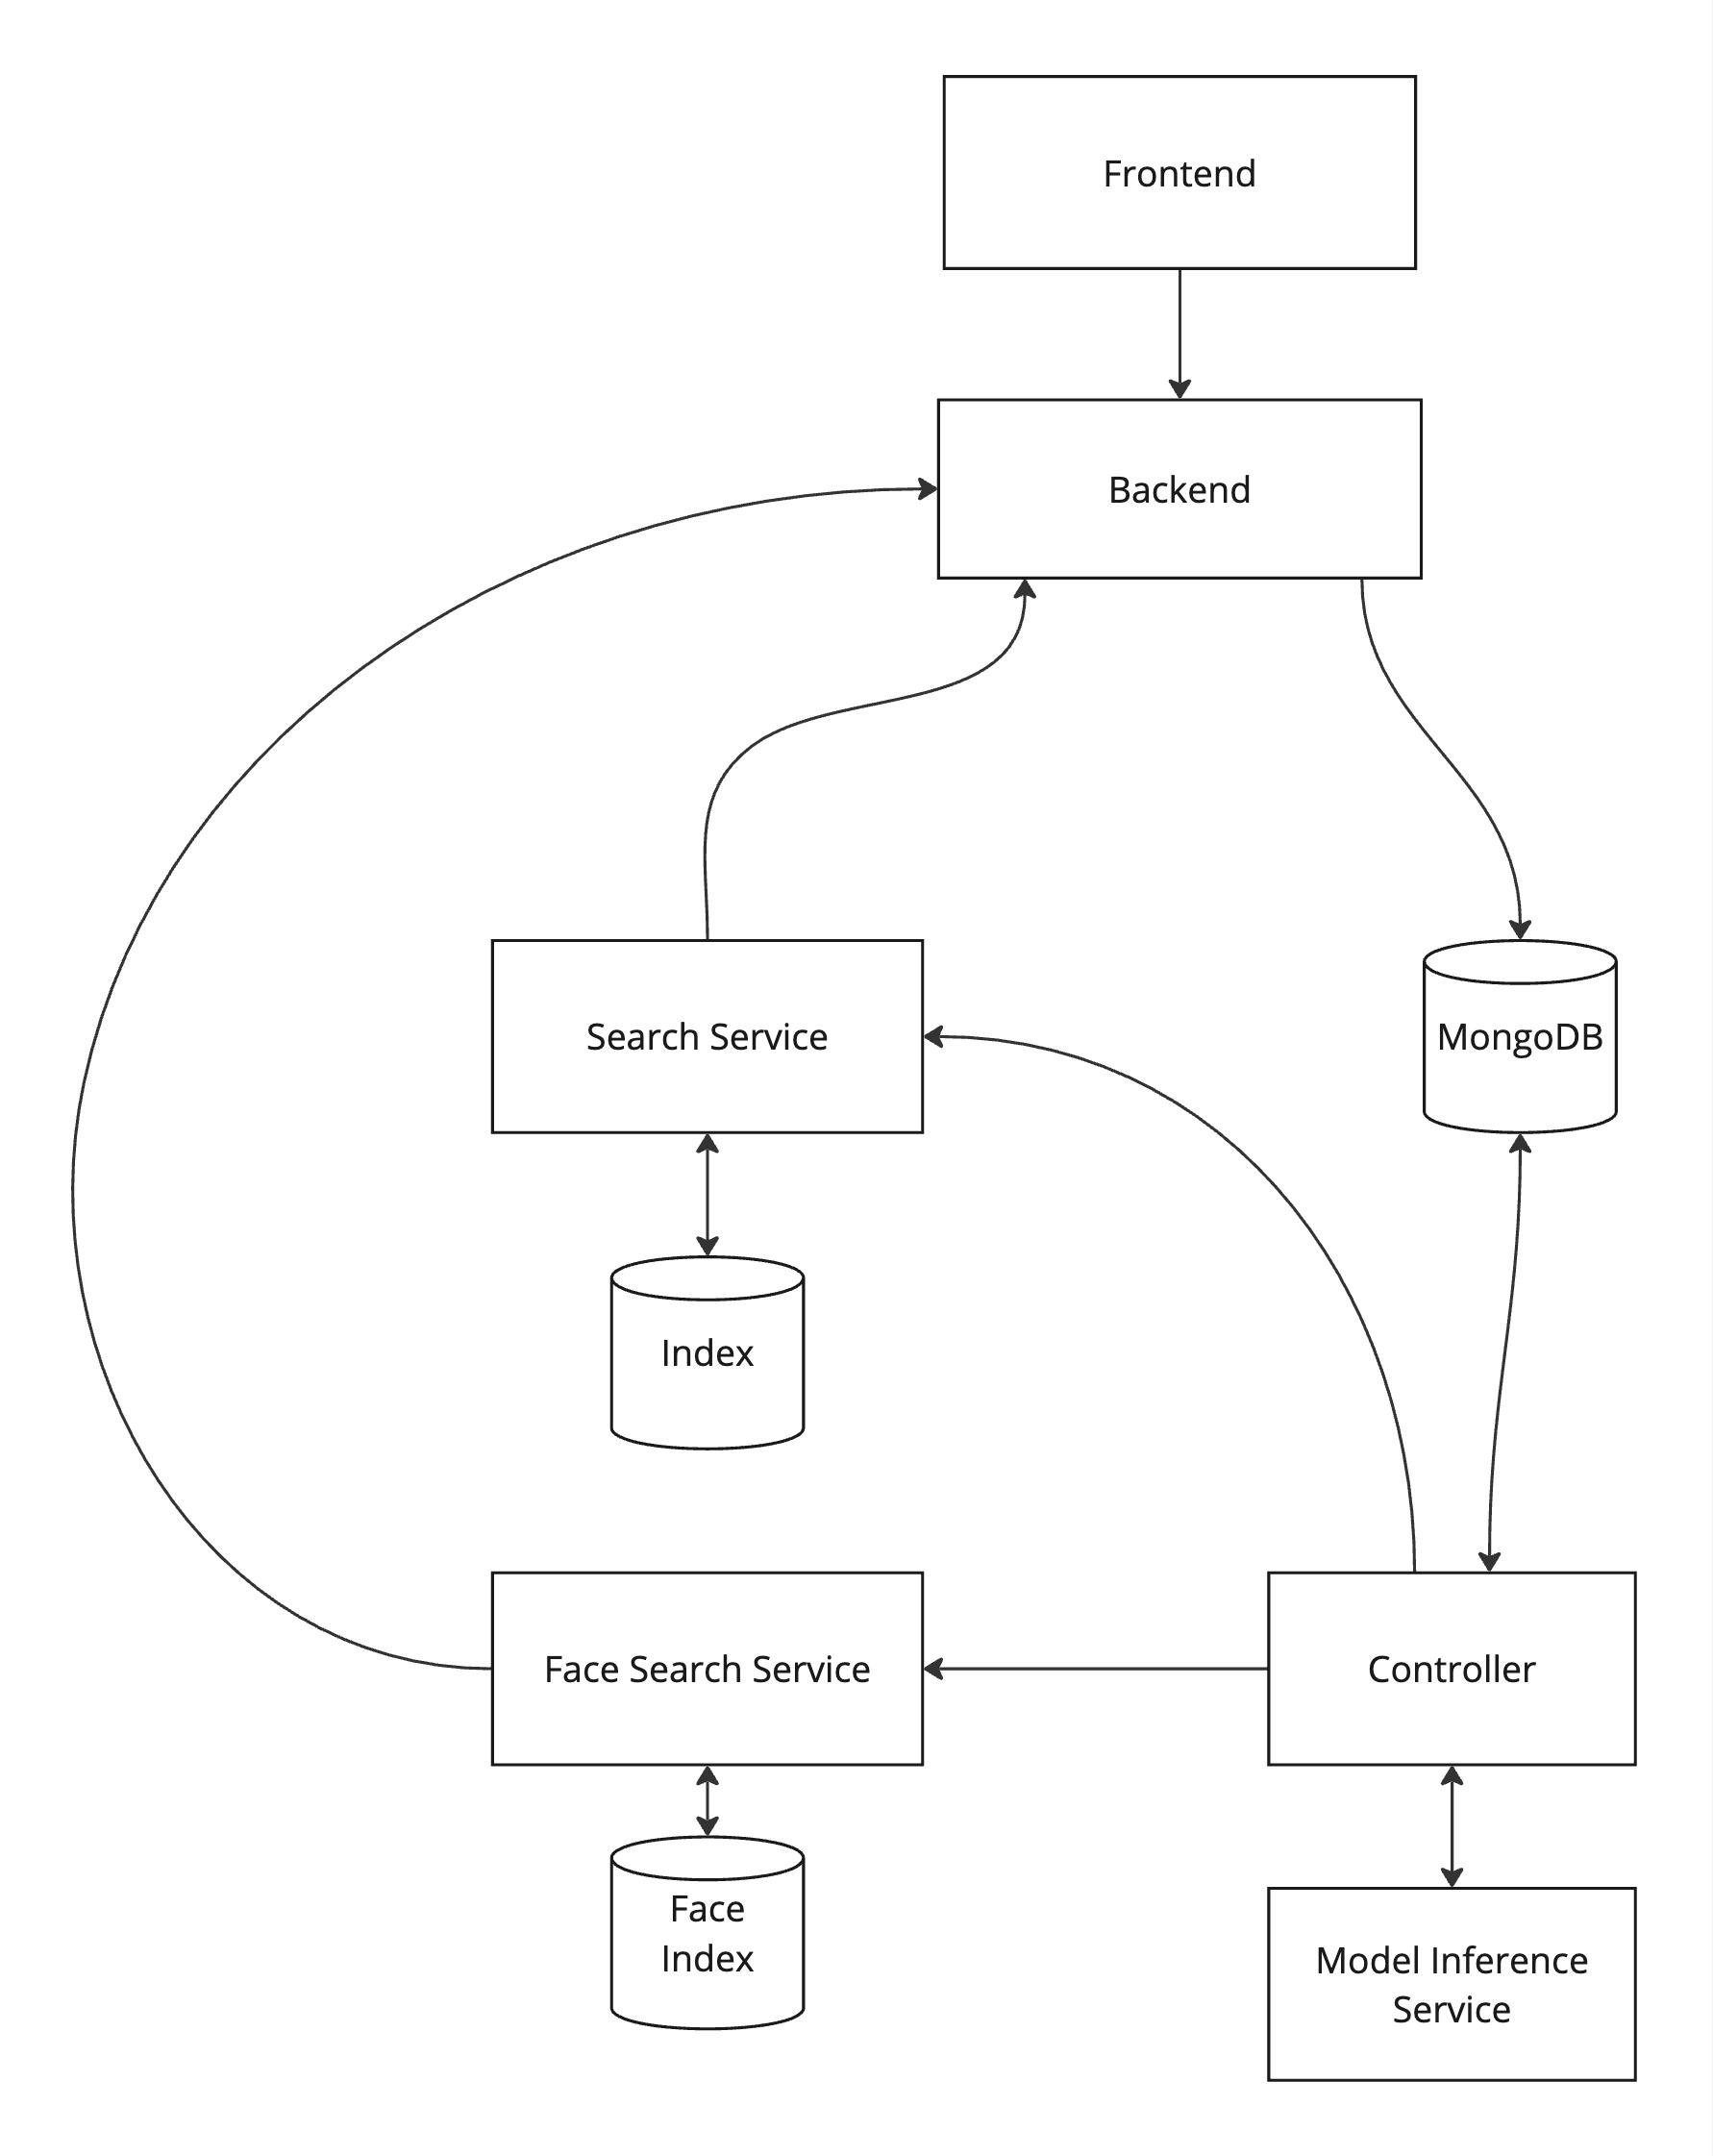 Frontend
Backend
Search Service
MongoDB
Index
Face Search Service
Controller
Face
Index
Model Inference
Service